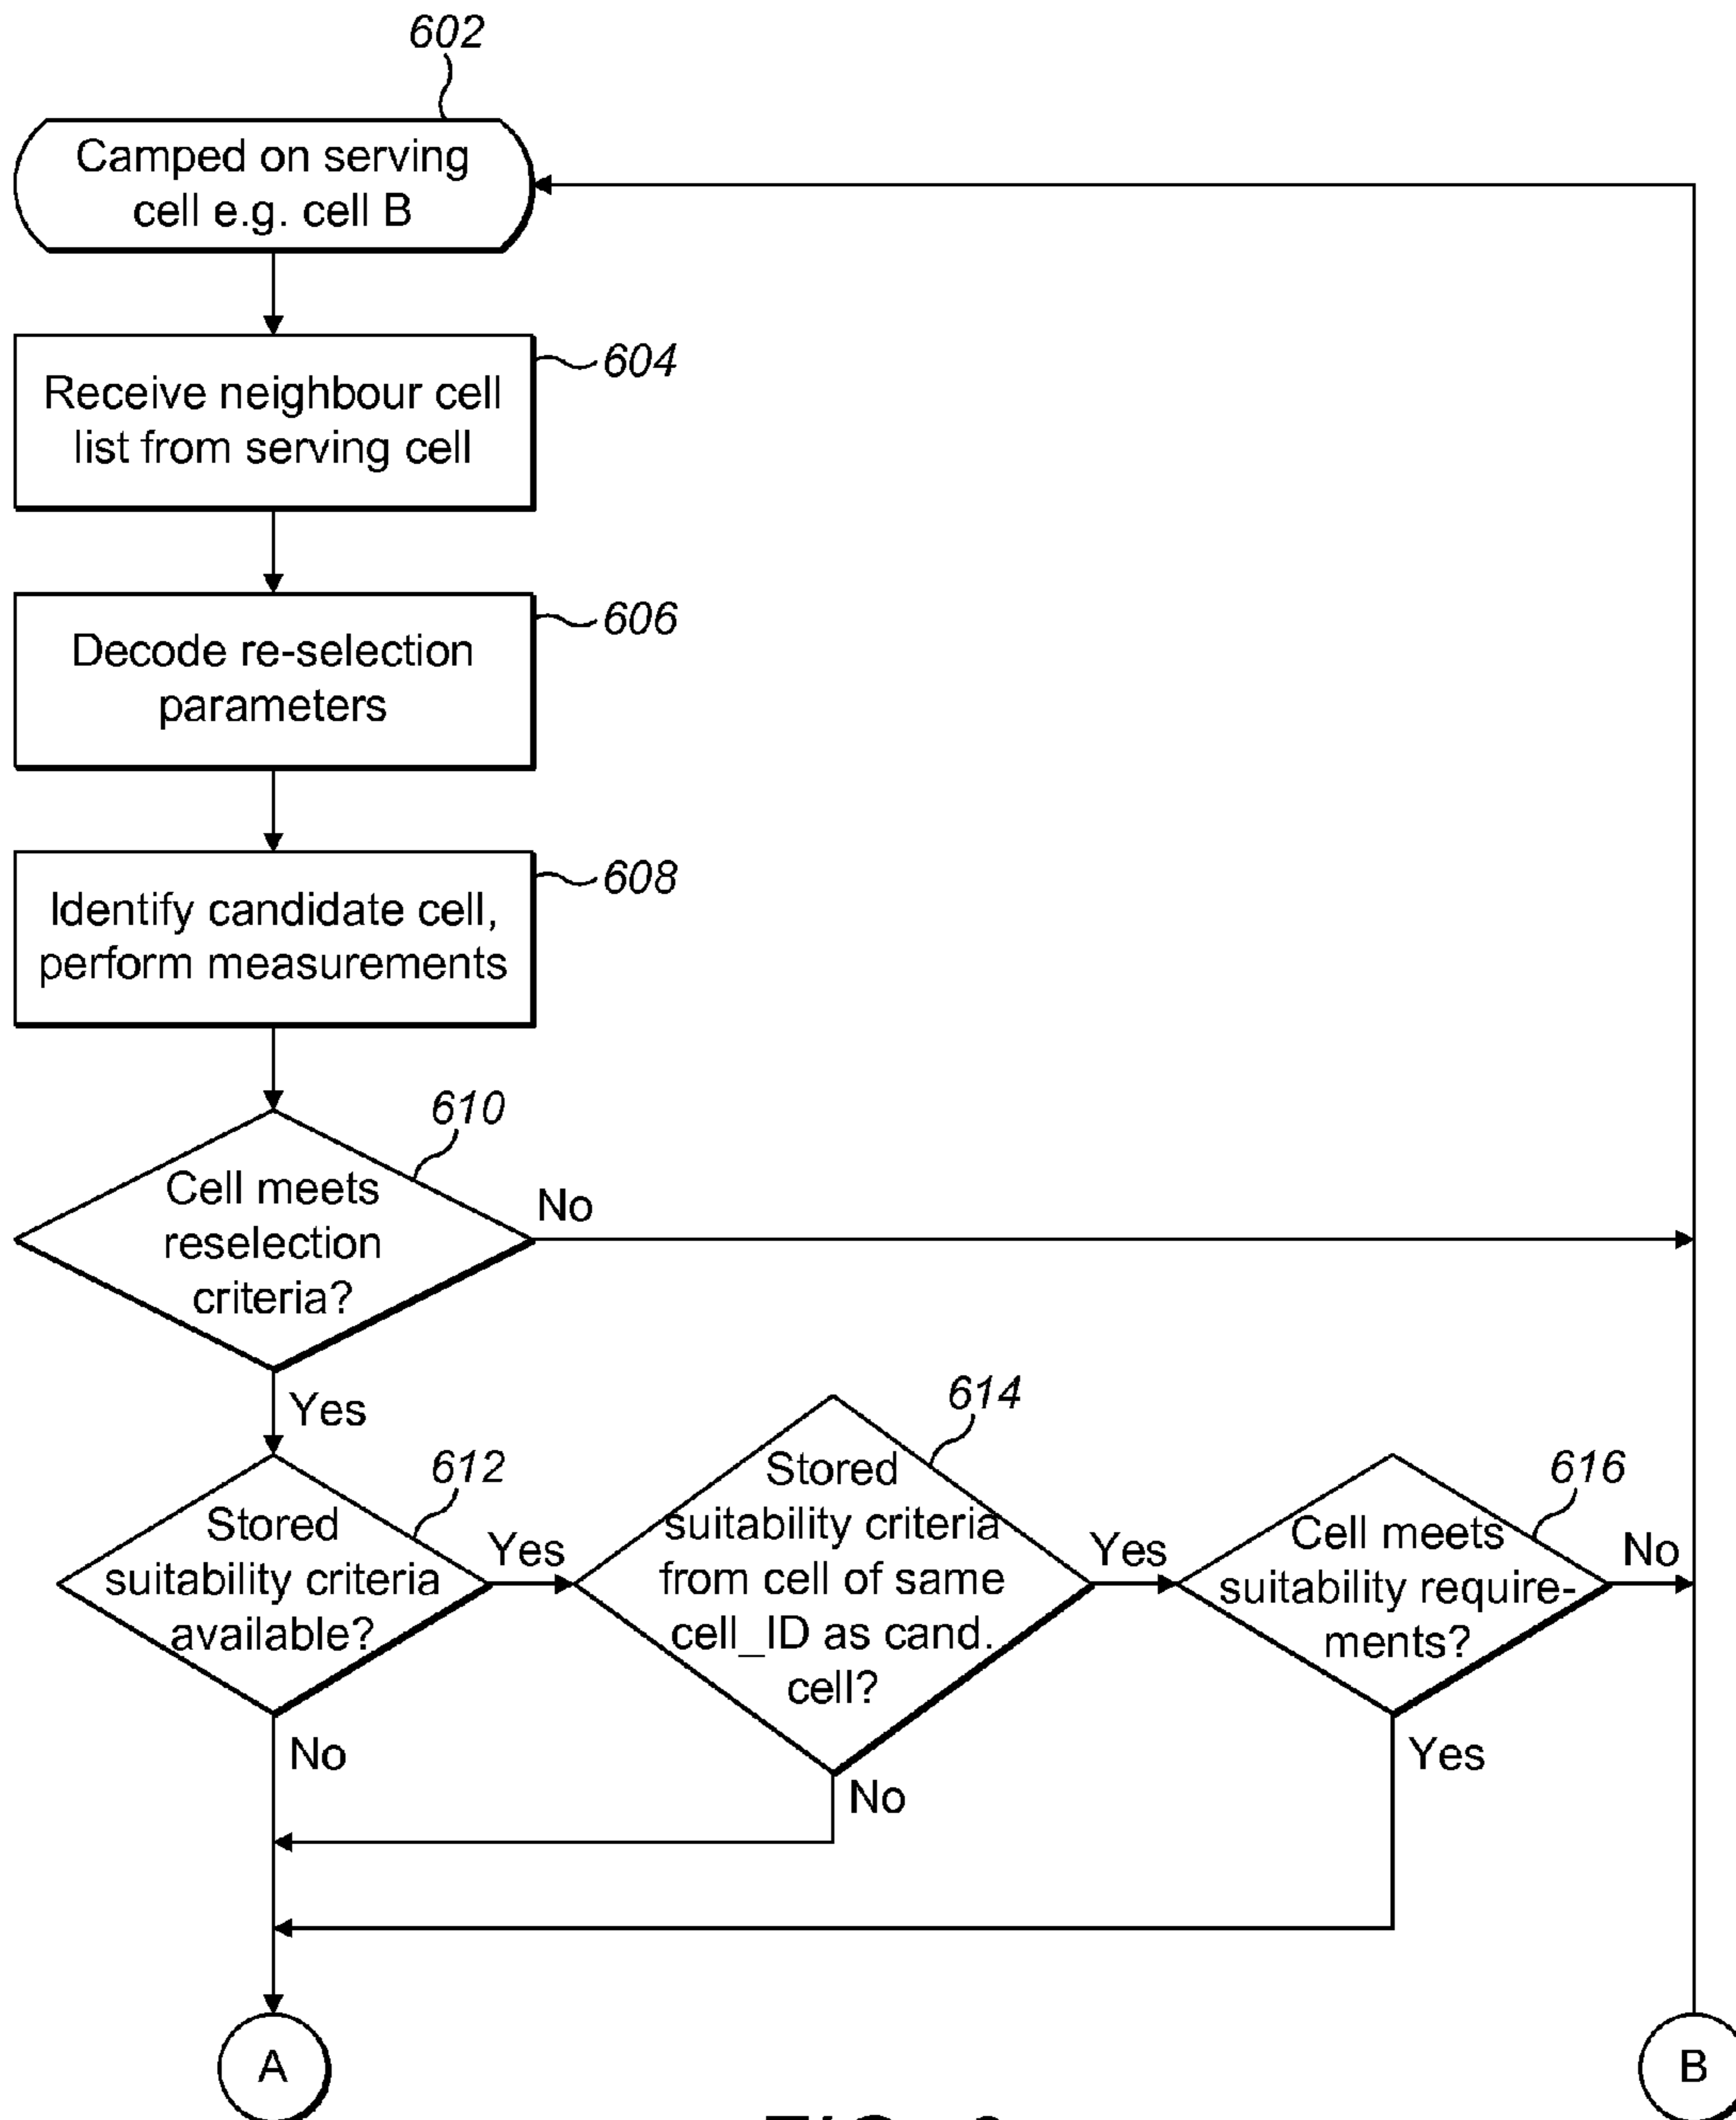 602
Camped on serving
cell e.g. cell B
604
Receive neighbour cell
list from serving cell
606
Decode re-selection
parameters
608
Identify candidate cell,
perform measurements
610
Cell meets
reselection
criteria?
No
Yes
612
Stored
suitability criteria
available?
Yes
No
614
Stored
suitability criteria
from cell of same
cell_ID as cand.
cell?
Yes
No
616
Cell meets
suitability require-
ments?
No
Yes
A
B